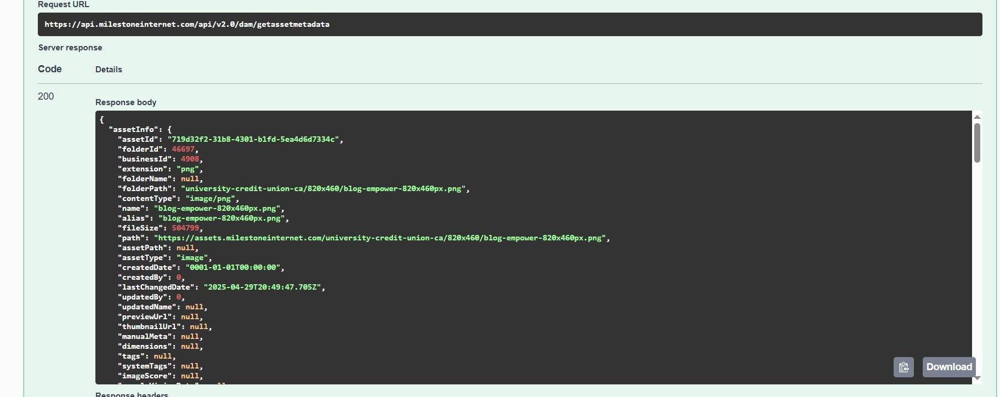 Request URL
https://api.milestoneinternet.com/api/v2.0/dam/getassetmetadata
Server response
Code Details
200
Response body
{
"assetInfo": {
"assetId": "719d32f2-31b8-4301-b1fd-5ea4d6d7334c",
"folderId": 46697,
"businessId": 4908,
"extension": "png",
"folderName": null,
"folderPath": "university-credit-union-ca/820x460/blog-empower-820x460px.png",
"contentType": "image/png",
"name": "blog-empower-820x460px.png",
"alias": "blog-empower-820x460px.png",
"fileSize": 504799,
"path": "https://assets.milestoneinternet.com/university-credit-union-ca/820x460/blog-empower-820x460px.png",
"assetPath": null,
"assetType": "image",
"createdDate": "0001-01-01T00:00:00",
"createdBy": 0,
"lastChangedDate": "2025-04-29T20:49:47.705Z",
"updatedBy": 0,
"updatedName": null,
"previewUrl": null,
"thumbnailUrl": null,
"manualMeta": null,
"dimensions": null,
"tags": null,
"systemTags": null,
"imageScore": null,
Download
Response headers